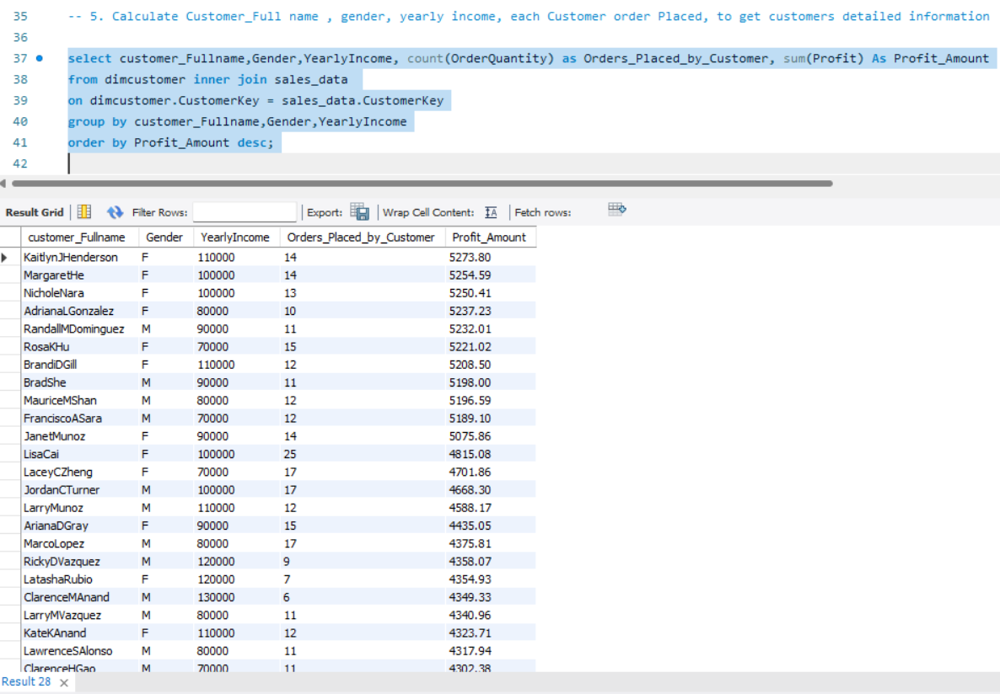 35 -- 5. Calculate Customer_Full name , gender, yearly income, each Customer order Placed, to get customers detailed information
36
37 select customer_Fullname,Gender,YearlyIncome, count(OrderQuantity) as Orders_Placed_by_Customer, sum(Profit) As Profit_Amount
38 from dimcustomer inner join sales_data
39 on dimcustomer.CustomerKey = sales_data.CustomerKey
40 group by customer_Fullname,Gender,YearlyIncome
41 order by Profit_Amount desc;
42
Result Grid Filter Rows: Export: Wrap Cell Content: IA Fetch rows:
customer_Fullname Gender YearlyIncome Orders_Placed_by_Customer Profit_Amount
KaitlynJHenderson F 110000 14 5273.80
MargaretHe F 100000 14 5254.59
NicholeNara F 100000 13 5250.41
AdrianaLGonzalez F 80000 10 5237.23
RandallMDominguez M 90000 11 5232.01
RosaKHu F 70000 15 5221.02
BrandiDGill F 110000 12 5208.50
BradShe M 90000 11 5198.00
MauriceMShan M 80000 12 5196.59
FranciscoASara M 70000 12 5189.10
JanetMunoz F 90000 14 5075.86
LisaCai F 100000 25 4815.08
LaceyCZheng F 70000 17 4701.86
JordanCTurner M 100000 17 4668.30
LarryMunoz M 110000 12 4588.17
ArianaDGray F 90000 15 4435.05
MarcoLopez M 80000 17 4375.81
RickyDVazquez M 120000 9 4358.07
LatashaRubio F 120000 7 4354.93
ClarenceMAnand M 130000 6 4349.33
LarryMVazquez M 80000 11 4340.96
KateKAnand F 110000 12 4323.71
LawrenceSAlonso M 80000 11 4317.94
ClarenceHGao M 70000 11 4302.38
Result 28